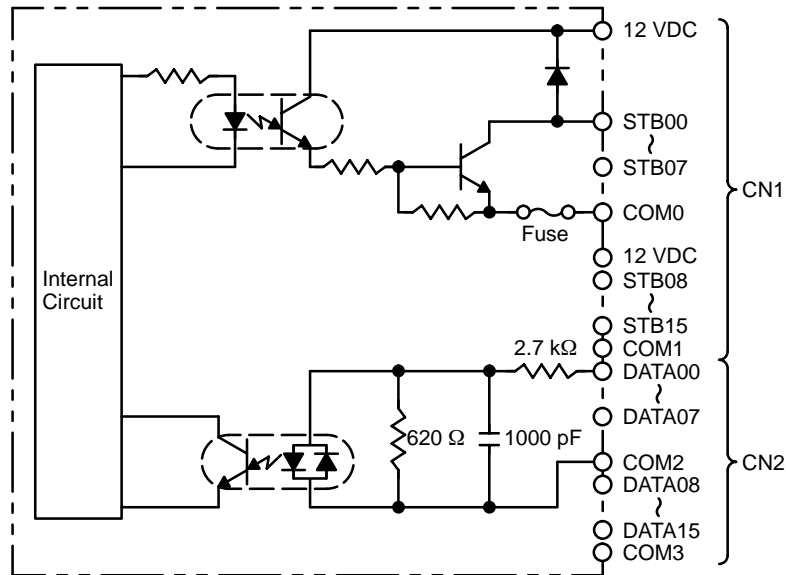 12 VDC
STB00
~
STB07
CN1
COM0
Fuse
12 VDC
Internal
Circuit
STB08
~
STB15
2.7 kΩ
COM1
DATA00
~
DATA07
620 Ω
1000 pF
COM2
CN2
DATA08
~
DATA15
COM3